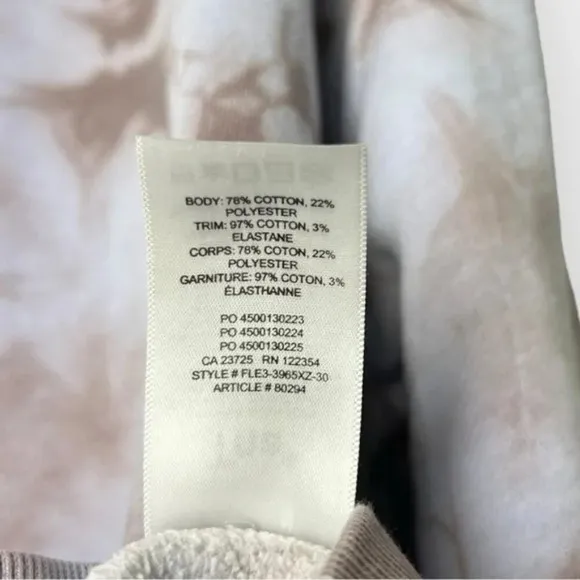 BODY: 78% COTTON, 22%
POLYESTER
TRIM: 97% COTTON, 3%
ELASTANE
CORPS: 78% COTON, 22%
POLYESTER
GARNITURE: 97% COTON, 3%
ÉLASTHANNE
PO 4500130223
PO 4500130224
PO 4500130225
CA 23725 RN 122354
STYLE # FLE3-3965XZ-30
ARTICLE # 80294